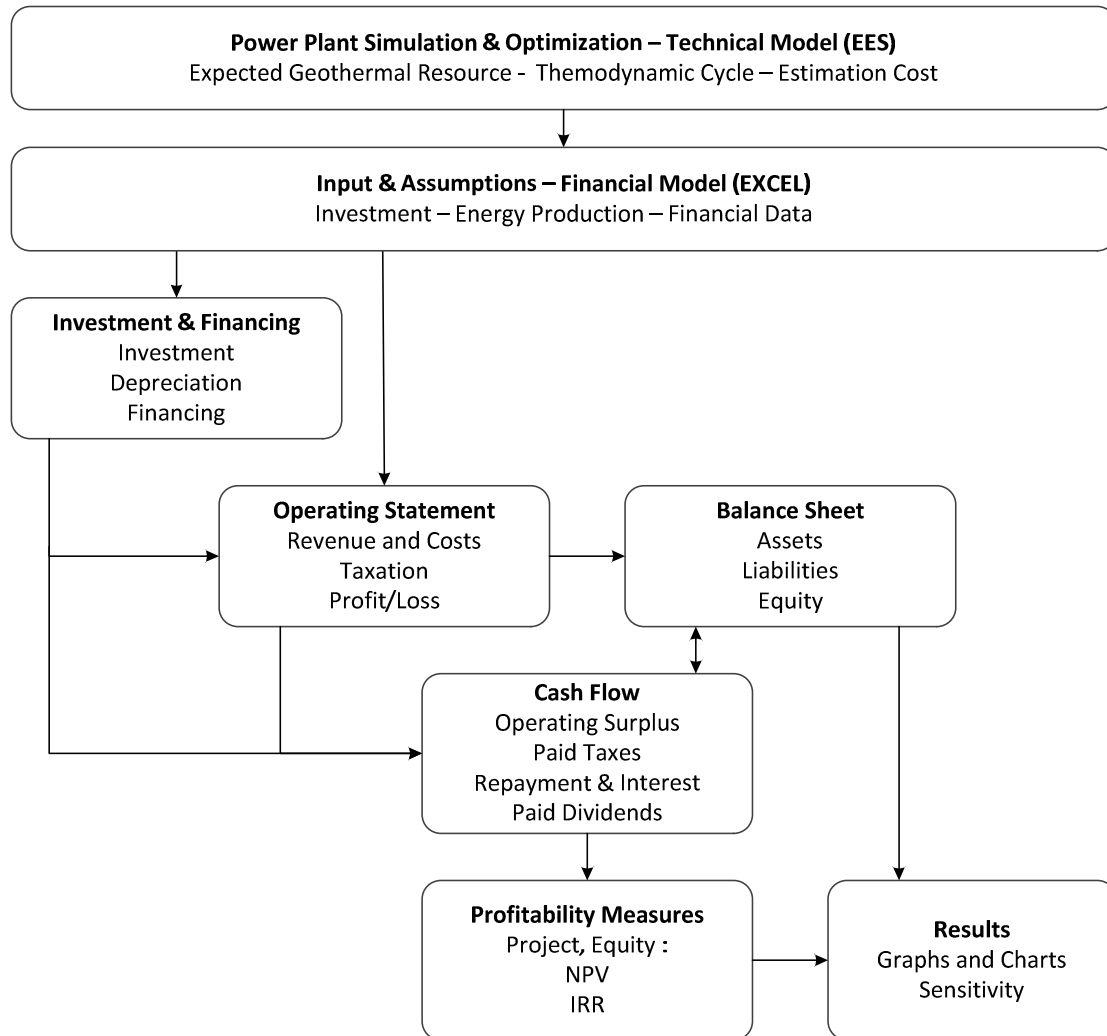 Power Plant Simulation & Optimization – Technical Model (EES)
Expected Geothermal Resource - Themodynamic Cycle – Estimation Cost
Input & Assumptions – Financial Model (EXCEL)
Investment – Energy Production – Financial Data
Investment & Financing
Investment
Depreciation
Financing
Operating Statement
Revenue and Costs
Taxation
Profit/Loss
Balance Sheet
Assets
Liabilities
Equity
Cash Flow
Operating Surplus
Paid Taxes
Repayment & Interest
Paid Dividends
Profitability Measures
Project, Equity :
NPV
IRR
Results
Graphs and Charts
Sensitivity